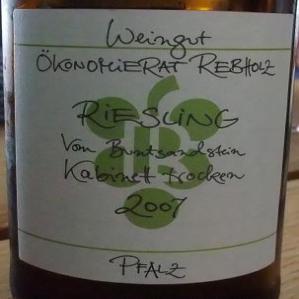 Weingut
ÖKONOMIERAT REBHOLZ
RIESLING
Vom Buntsandstein
Kabinett trocken
2007
PFALZ